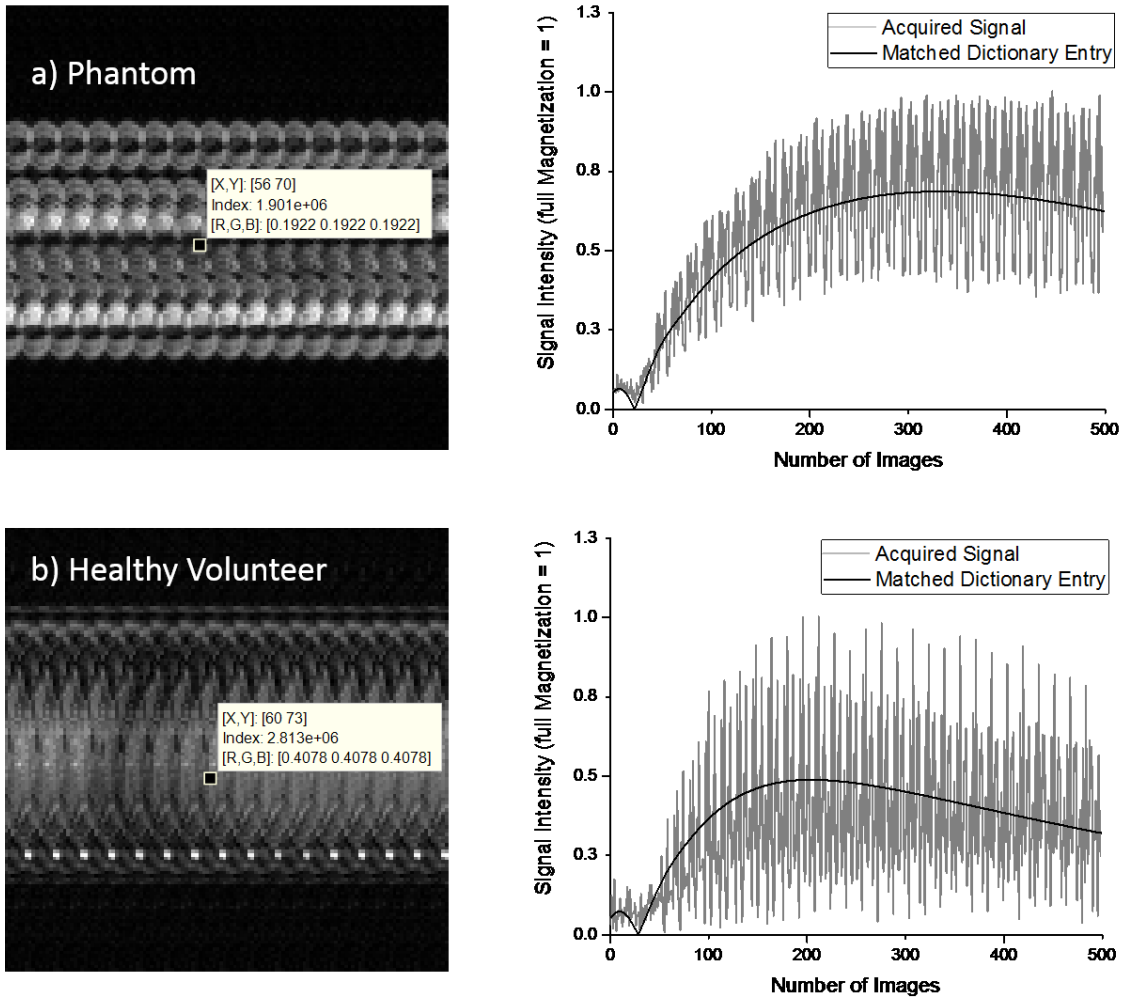 a) Phantom
[X,Y]: [56 70]
Index: 1.901e+06
[R,G,B]: [0.1922 0.1922 0.1922]
Signal Intensity (full Magnetization = 1)
1.3
1.0
0.8
0.5
0.3
0.0
Acquired Signal
Matched Dictionary Entry
0 100 200 300 400 500
Number of Images
b) Healthy Volunteer
[X,Y]: [60 73]
Index: 2.813e+06
[R,G,B]: [0.4078 0.4078 0.4078]
Signal Intensity (full Magnetization = 1)
1.3
1.0
0.8
0.5
0.3
0.0
Acquired Signal
Matched Dictionary Entry
0 100 200 300 400 500
Number of Images